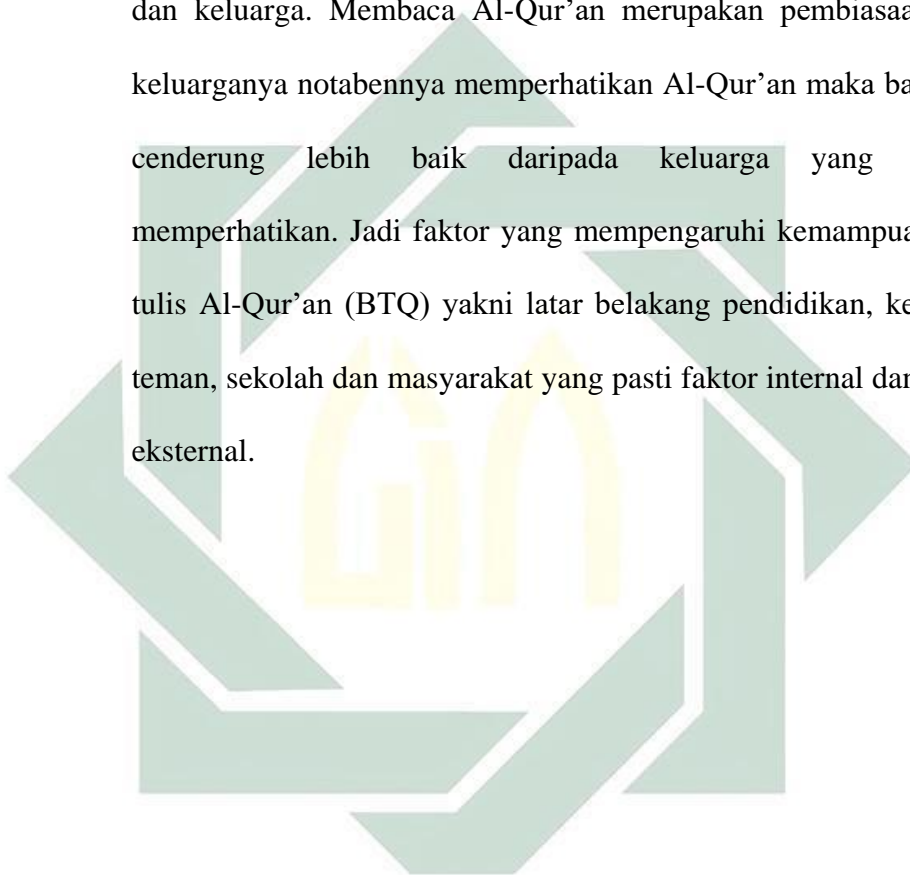 dan keluarga. Membaca Al-Qur’an merupakan pembiasaa
keluarganya notabennya memperhatikan Al-Qur’an maka ba
cenderung lebih baik daripada keluarga yang
memperhatikan. Jadi faktor yang mempengaruhi kemampua
tulis Al-Qur’an (BTQ) yakni latar belakang pendidikan, ke
teman, sekolah dan masyarakat yang pasti faktor internal dan
eksternal.